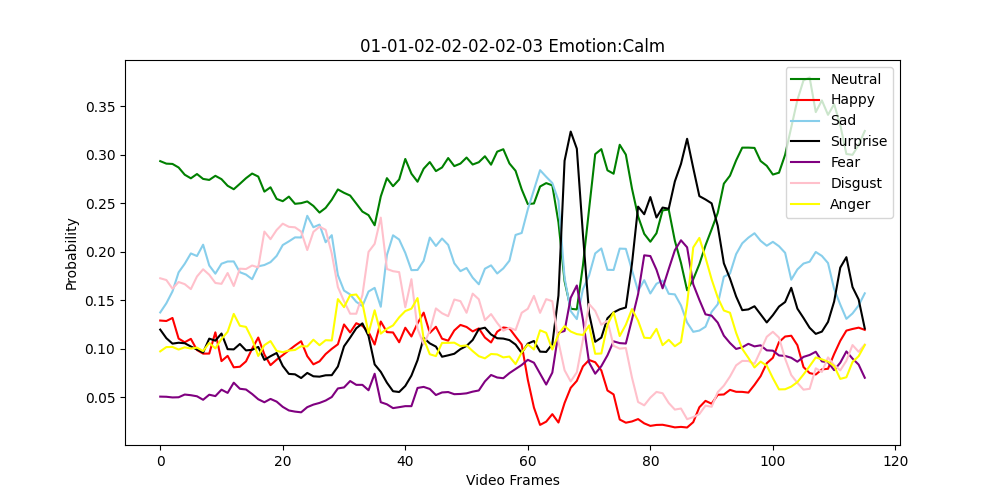 01-01-02-02-02-02-03 Emotion:Calm
Probability
0.35
0.30
0.25
0.20
0.15
0.10
0.05
0 20 40 60 80 100 120
Video Frames
Neutral
Happy
Sad
Surprise
Fear
Disgust
Anger